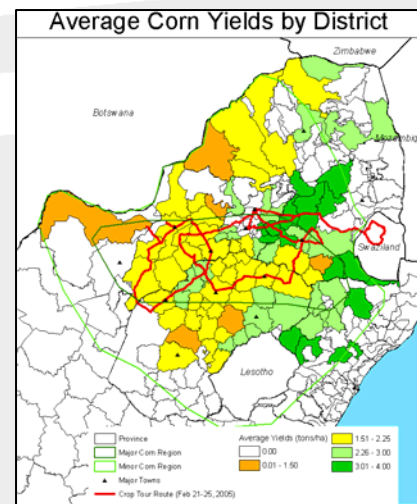 Average Corn Yields by District
Zimbabwe
Botswana
Mozambiq
Swaziland
Lesotho
Province
Major Corn Region
Minor Corn Region
Major Towns
Crop Tour Route (Feb 21-25, 2005)
Average Yields (tons/ha)
0.00
0.01 - 1.50
1.51 - 2.25
2.26 - 3.00
3.01 - 4.00